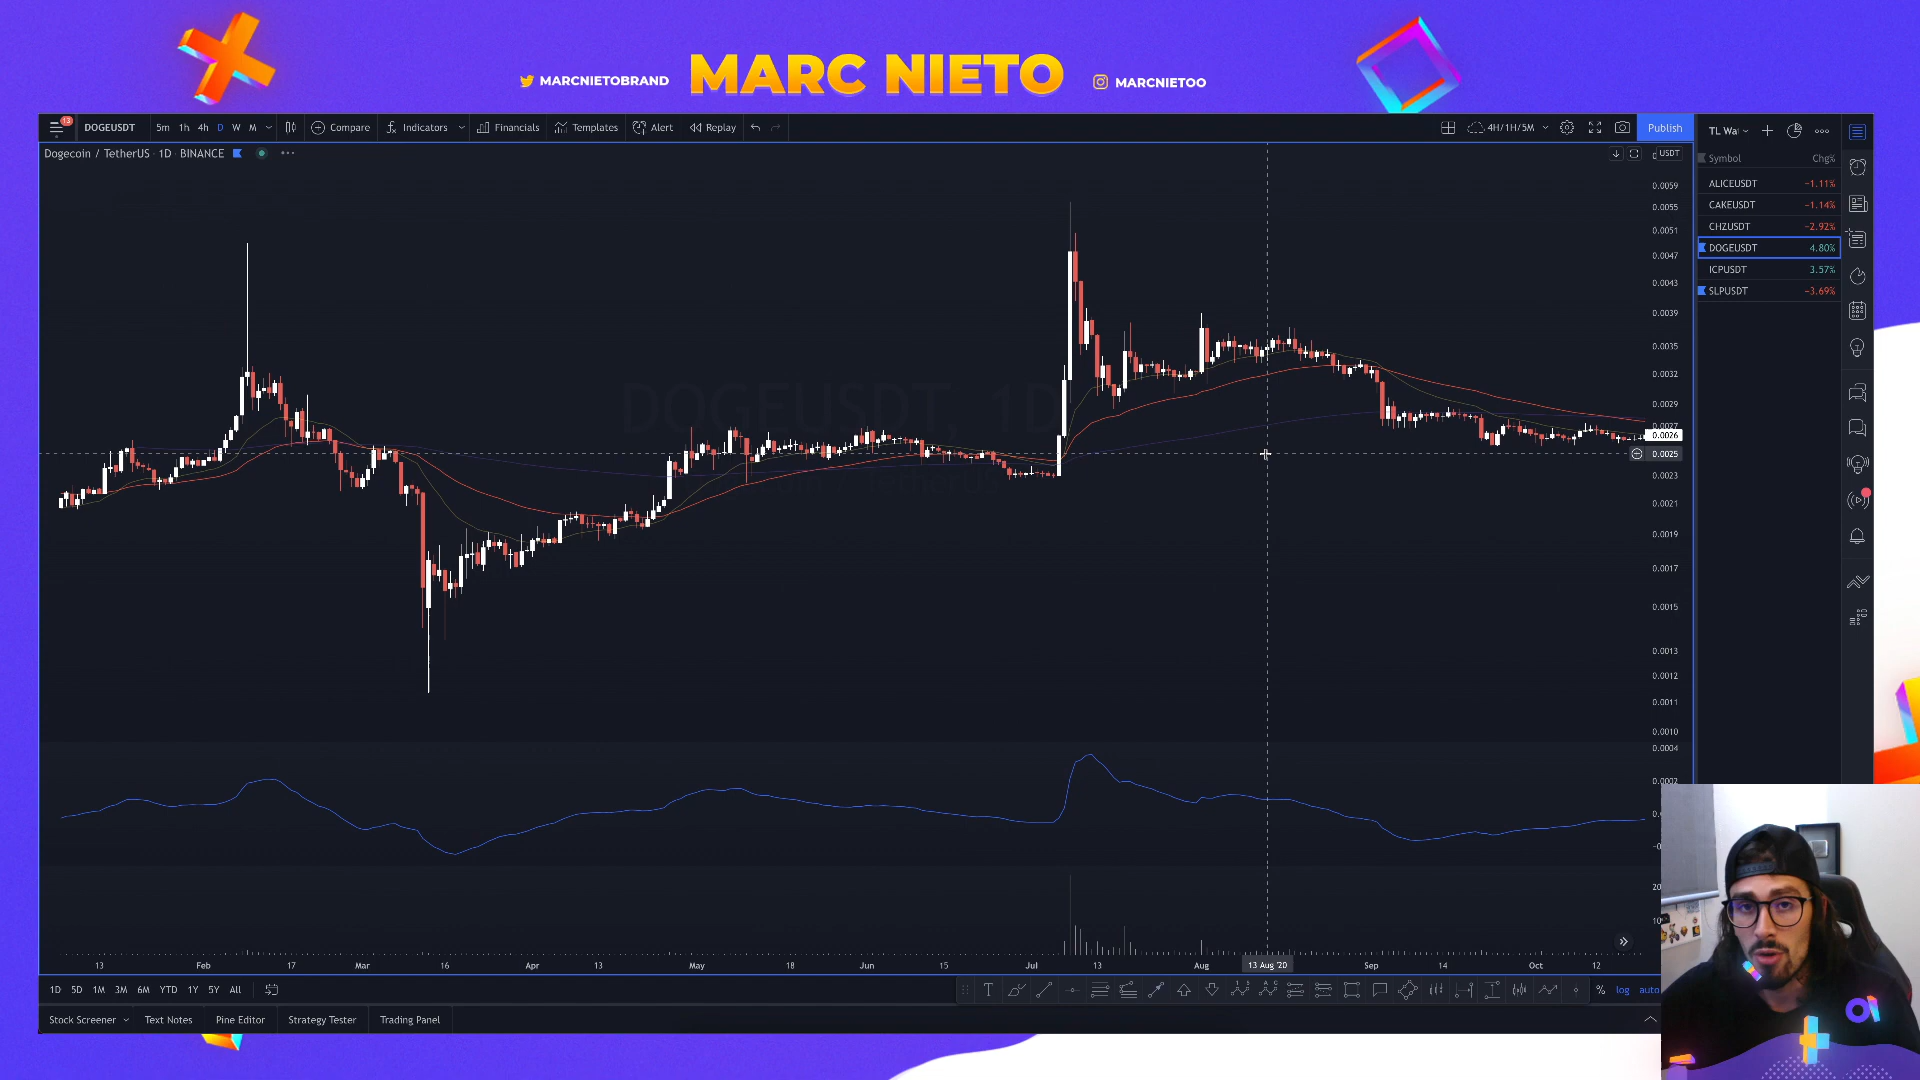 MARCNIETOBRAND MARC NIETO MARCNIETOO
13 DOGEUSDT 5m 1h 4h D W M Compare Indicators Financials Templates Alert Replay 4H/1H/5M Publish
Dogecoin / TetherUS · 1D · BINANCE
USDT
0.0059
0.0055
0.0051
0.0047
0.0043
0.0039
0.0035
0.0032
0.0029
0.0027
0.0026
0.0025
0.0023
0.0021
0.0019
0.0017
0.0015
0.0013
0.0012
0.0011
0.0010
0.0004
0.0002
DOGEUSDT, 1D
TL Wa
Symbol Chg%
ALICEUSDT −1.11%
CAKEUSDT −1.14%
CHZUSDT −2.92%
DOGEUSDT 4.80%
ICPUSDT 3.57%
SLPUSDT −3.69%
13 Feb 17 Mar 16 Apr 13 May 18 Jun 15 Jul 13 Aug 13 Aug '20 Sep 14 Oct 12
1D 5D 1M 3M 6M YTD 1Y 5Y All % log auto
Stock Screener Text Notes Pine Editor Strategy Tester Trading Panel